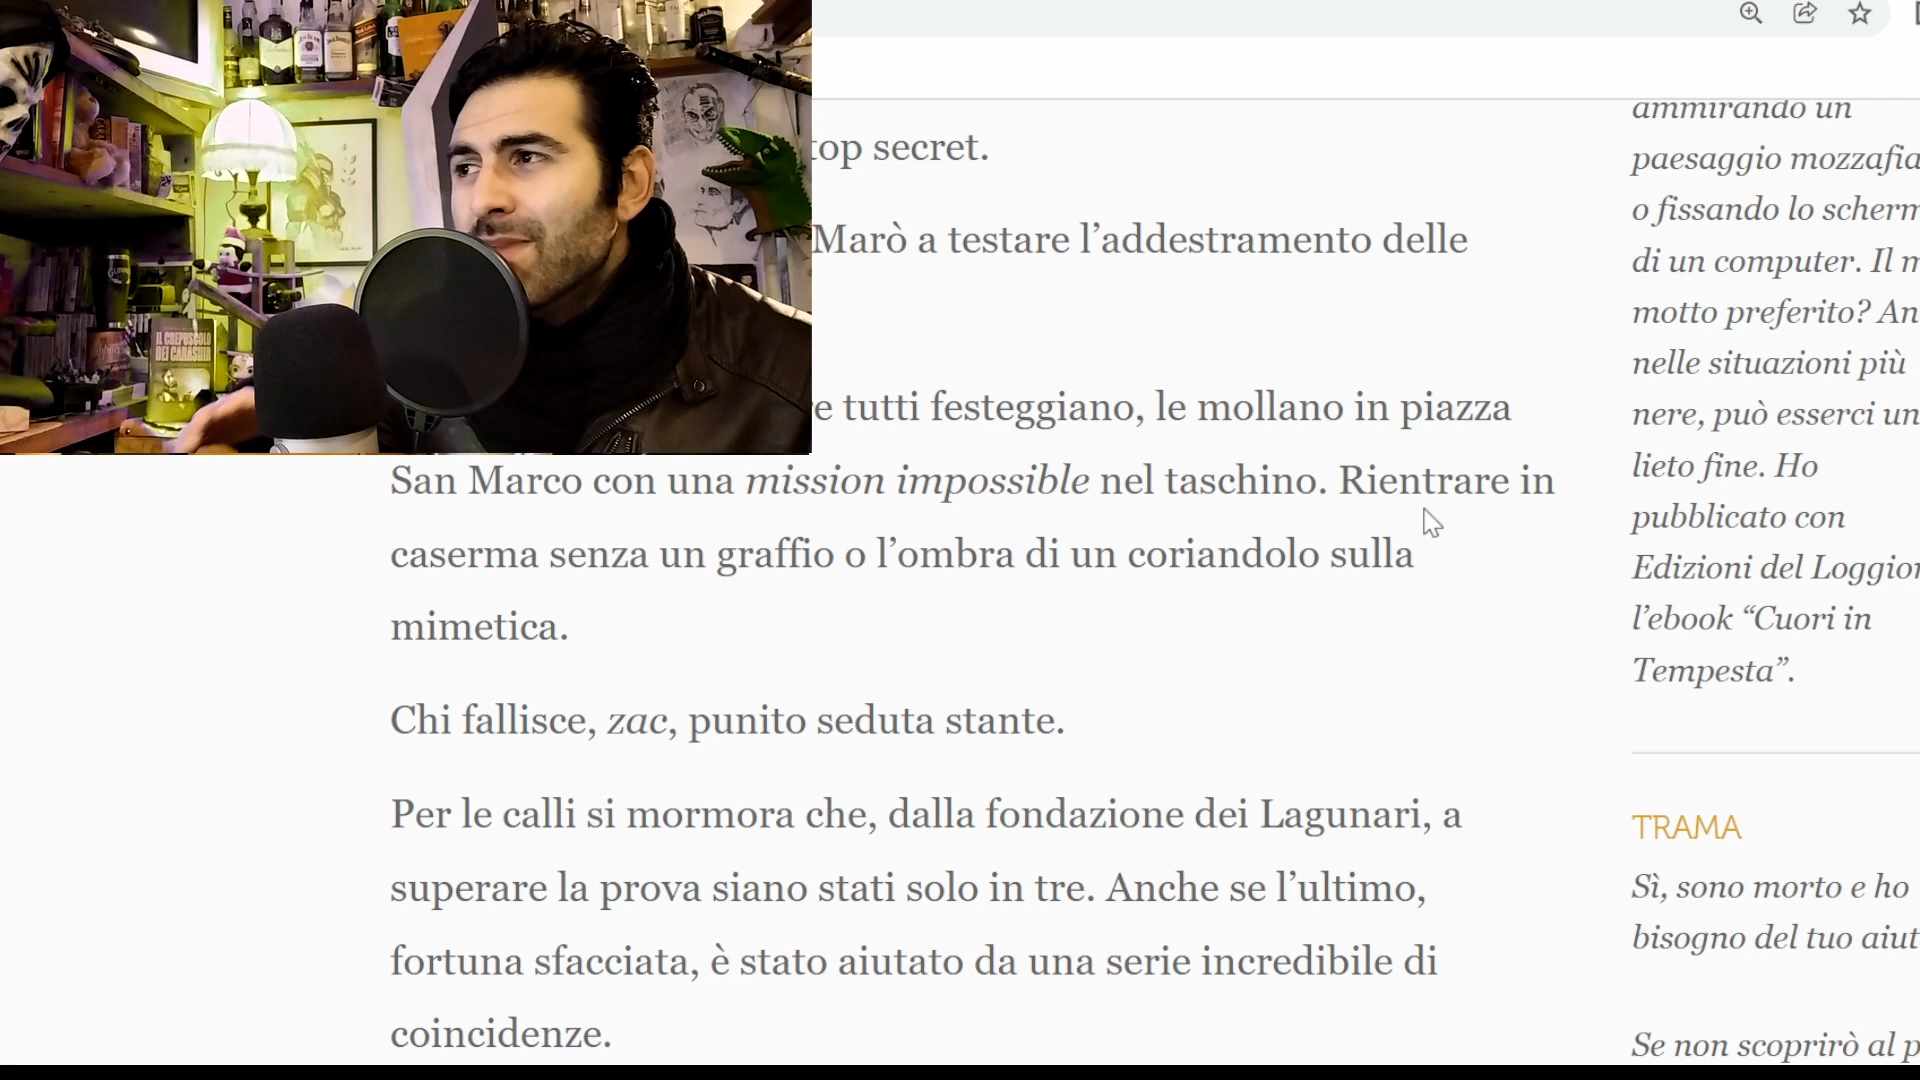 top secret.
Marò a testare l’addestramento delle
e tutti festeggiano, le mollano in piazza
San Marco con una mission impossible nel taschino. Rientrare in
caserma senza un graffio o l’ombra di un coriandolo sulla
mimetica.
Chi fallisce, zac, punito seduta stante.
Per le calli si mormora che, dalla fondazione dei Lagunari, a
superare la prova siano stati solo in tre. Anche se l’ultimo,
fortuna sfacciata, è stato aiutato da una serie incredibile di
coincidenze.
ammirando un
paesaggio mozzafia
o fissando lo scherm
di un computer. Il m
motto preferito? An
nelle situazioni più
nere, può esserci un
lieto fine. Ho
pubblicato con
Edizioni del Loggion
l’ebook “Cuori in
Tempesta”.
TRAMA
Sì, sono morto e ho
bisogno del tuo aiut
Se non scoprirò al p
IL CREPUSCOLO
DEI CARASSIO